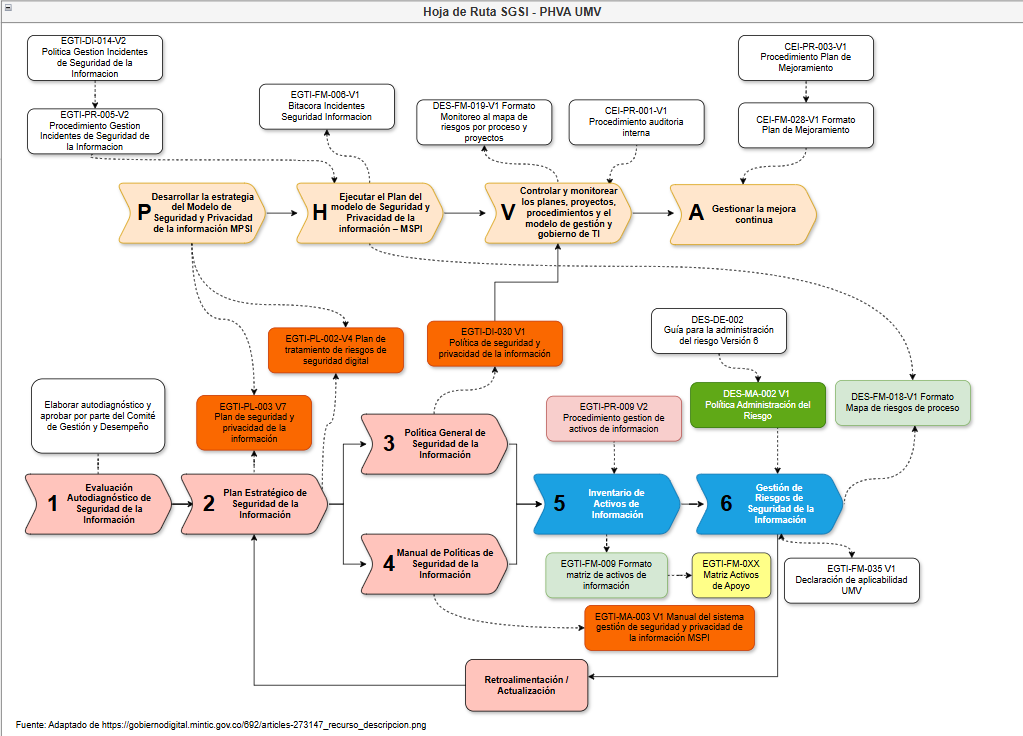 Hoja de Ruta SGSI - PHVA UMV
EGTI-DI-014-V2
Politica Gestion Incidentes
de Seguridad de la
Informacion
EGTI-PR-005-V2
Procedimiento Gestion
Incidentes de Seguridad de
la Informacion
EGTI-FM-006-V1
Bitacora Incidentes
Seguridad Informacion
DES-FM-019-V1 Formato
Monitoreo al mapa de
riesgos por proceso y
proyectos
CEI-PR-001-V1
Procedimiento auditoria
interna
CEI-PR-003-V1
Procedimiento Plan de
Mejoramiento
CEI-FM-028-V1 Formato
Plan de Mejoramiento
P
Desarrollar la estrategia
del Modelo de
Seguridad y Privacidad
de la información MPSI
H
Ejecutar el Plan del
modelo de Seguridad y
Privacidad de la
información – MSPI
V
Controlar y monitorear
los planes, proyectos,
procedimientos y el
modelo de gestión y
gobierno de TI
A
Gestionar la mejora
continua
EGTI-PL-002-V4 Plan de
tratamiento de riesgos de
seguridad digital
EGTI-DI-030 V1
Política de seguridad y
privacidad de la información
DES-DE-002
Guía para la administración
del riesgo Versión 6
Elaborar autodiagnóstico y
aprobar por parte del Comité
de Gestión y Desempeño
EGTI-PL-003 V7
Plan de seguridad y
privacidad de la
información
EGTI-PR-009 V2
Procedimiento gestion de
activos de informacion
DES-MA-002 V1
Política Administración del
Riesgo
DES-FM-018-V1 Formato
Mapa de riesgos de proceso
1
Evaluación
Autodiagnóstico de
Seguridad de la
Información
2
Plan Estratégico de
Seguridad de la
Información
3
Política General de
Seguridad de la
Información
4
Manual de Políticas de
Seguridad de la
Información
5
Inventario de
Activos de
Información
6
Gestión de
Riesgos de
Seguridad de la
Información
EGTI-FM-009 Formato
matriz de activos de
información
EGTI-FM-0XX
Matriz Activos
de Apoyo
EGTI-FM-035 V1
Declaración de aplicabilidad
UMV
EGTI-MA-003 V1 Manual del sistema
gestión de seguridad y privacidad de
la información MSPI
Retroalimentación /
Actualización
Fuente: Adaptado de https://gobiernodigital.mintic.gov.co/692/articles-273147_recurso_descripcion.png